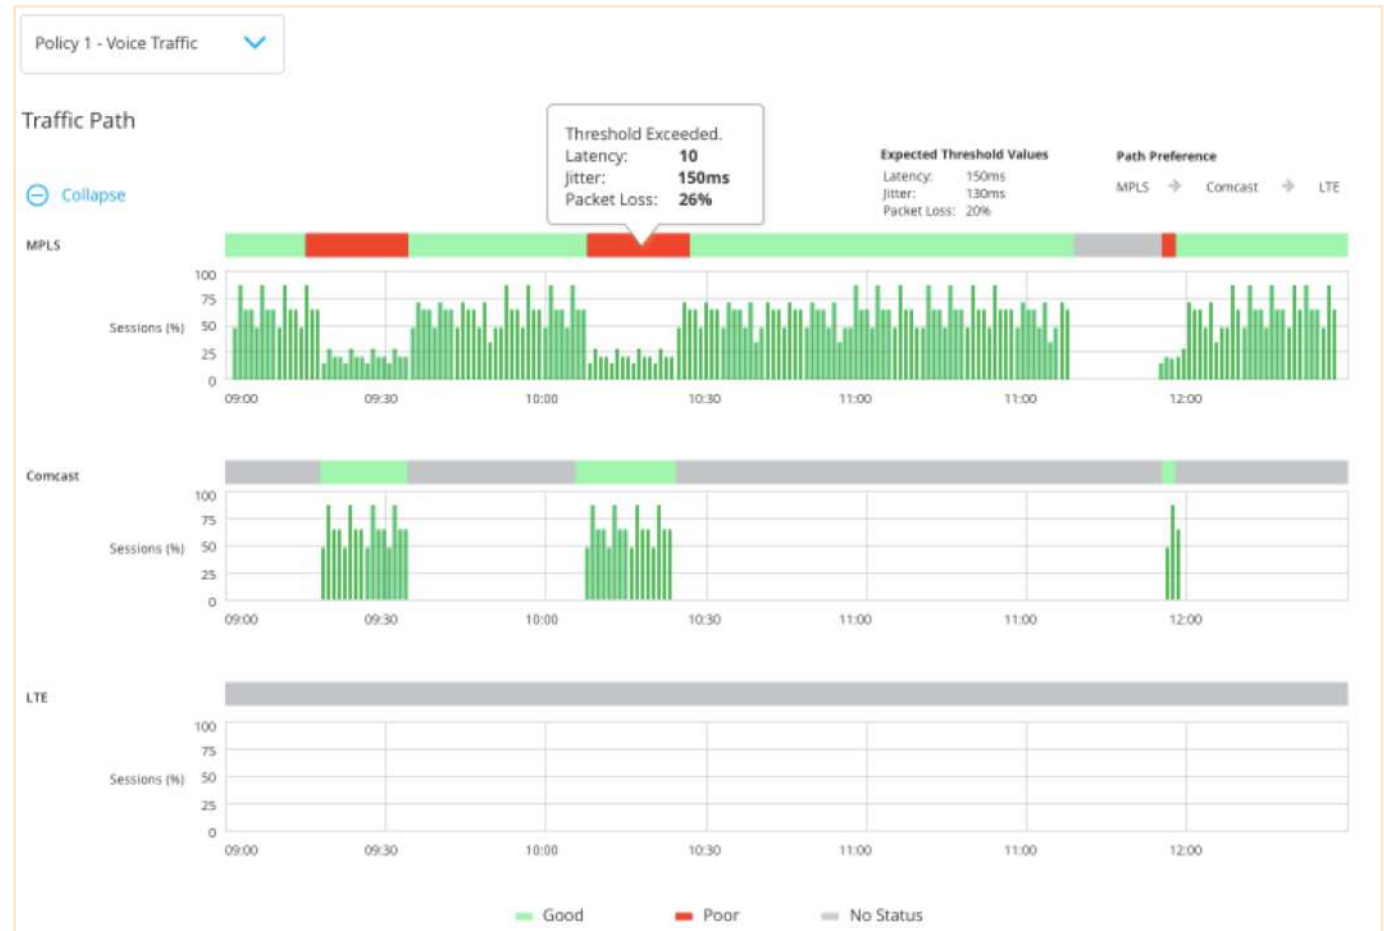 Policy 1 - Voice Traffic
Traffic Path
Collapse
Threshold Exceeded.
Latency: 10
Jitter: 150ms
Packet Loss: 26%
Expected Threshold Values
Latency: 150ms
Jitter: 130ms
Packet Loss: 20%
Path Preference
MPLS → Comcast → LTE
MPLS
Sessions (%)
100
75
50
25
0
09:00 09:30 10:00 10:30 11:00 11:00 12:00
Comcast
Sessions (%)
100
75
50
25
0
09:00 09:30 10:00 10:30 11:00 11:00 12:00
LTE
Sessions (%)
100
75
50
25
0
09:00 09:30 10:00 10:30 11:00 11:00 12:00
Good Poor No Status